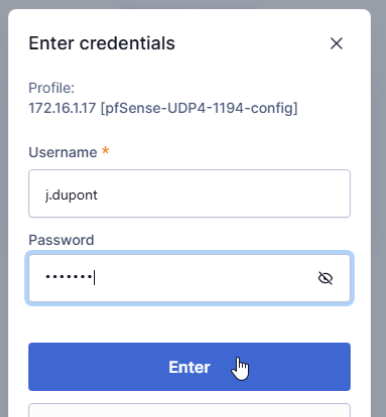 Enter credentials
Profile:
172.16.1.17 [pfSense-UDP4-1194-config]
Username *
j.dupont
Password
•••••••
Enter